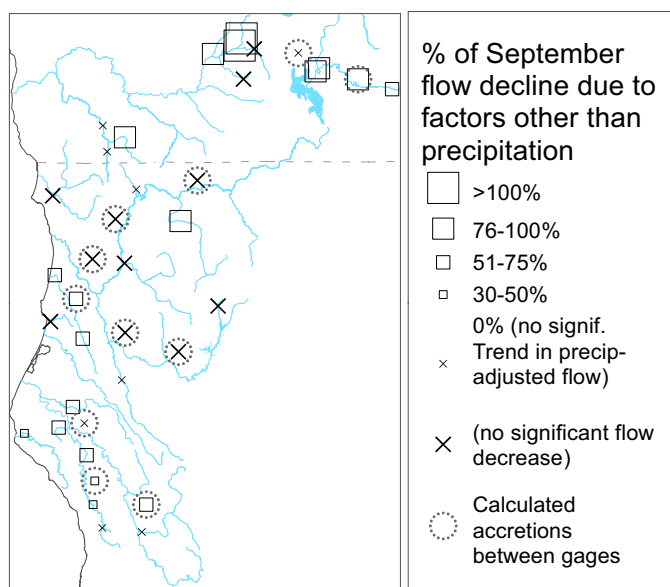 % of September
flow decline due to
factors other than
precipitation
>100%
76-100%
51-75%
30-50%
0% (no signif.
Trend in precip-
adjusted flow)
(no significant flow
decrease)
Calculated
accretions
between gages